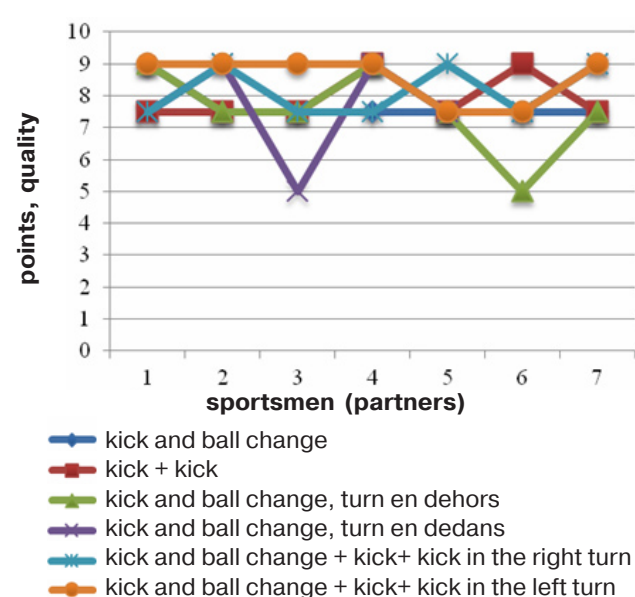 10
9
8
7
6
5
4
3
2
1
0
points, quality
1 2 3 4 5 6 7
sportsmen (partners)
kick and ball change
kick + kick
kick and ball change, turn en dehors
kick and ball change, turn en dedans
kick and ball change + kick+ kick in the right turn
kick and ball change + kick+ kick in the left turn